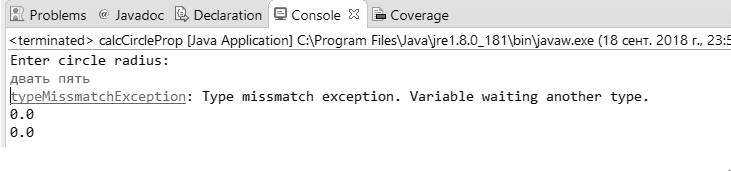 Problems @ Javadoc Declaration Console Coverage
<terminated> calcCircleProp [Java Application] C:\Program Files\Java\jre1.8.0_181\bin\javaw.exe (18 сент. 2018 г., 23:5
Enter circle radius:
двать пять
typeMissmatchException: Type missmatch exception. Variable waiting another type.
0.0
0.0